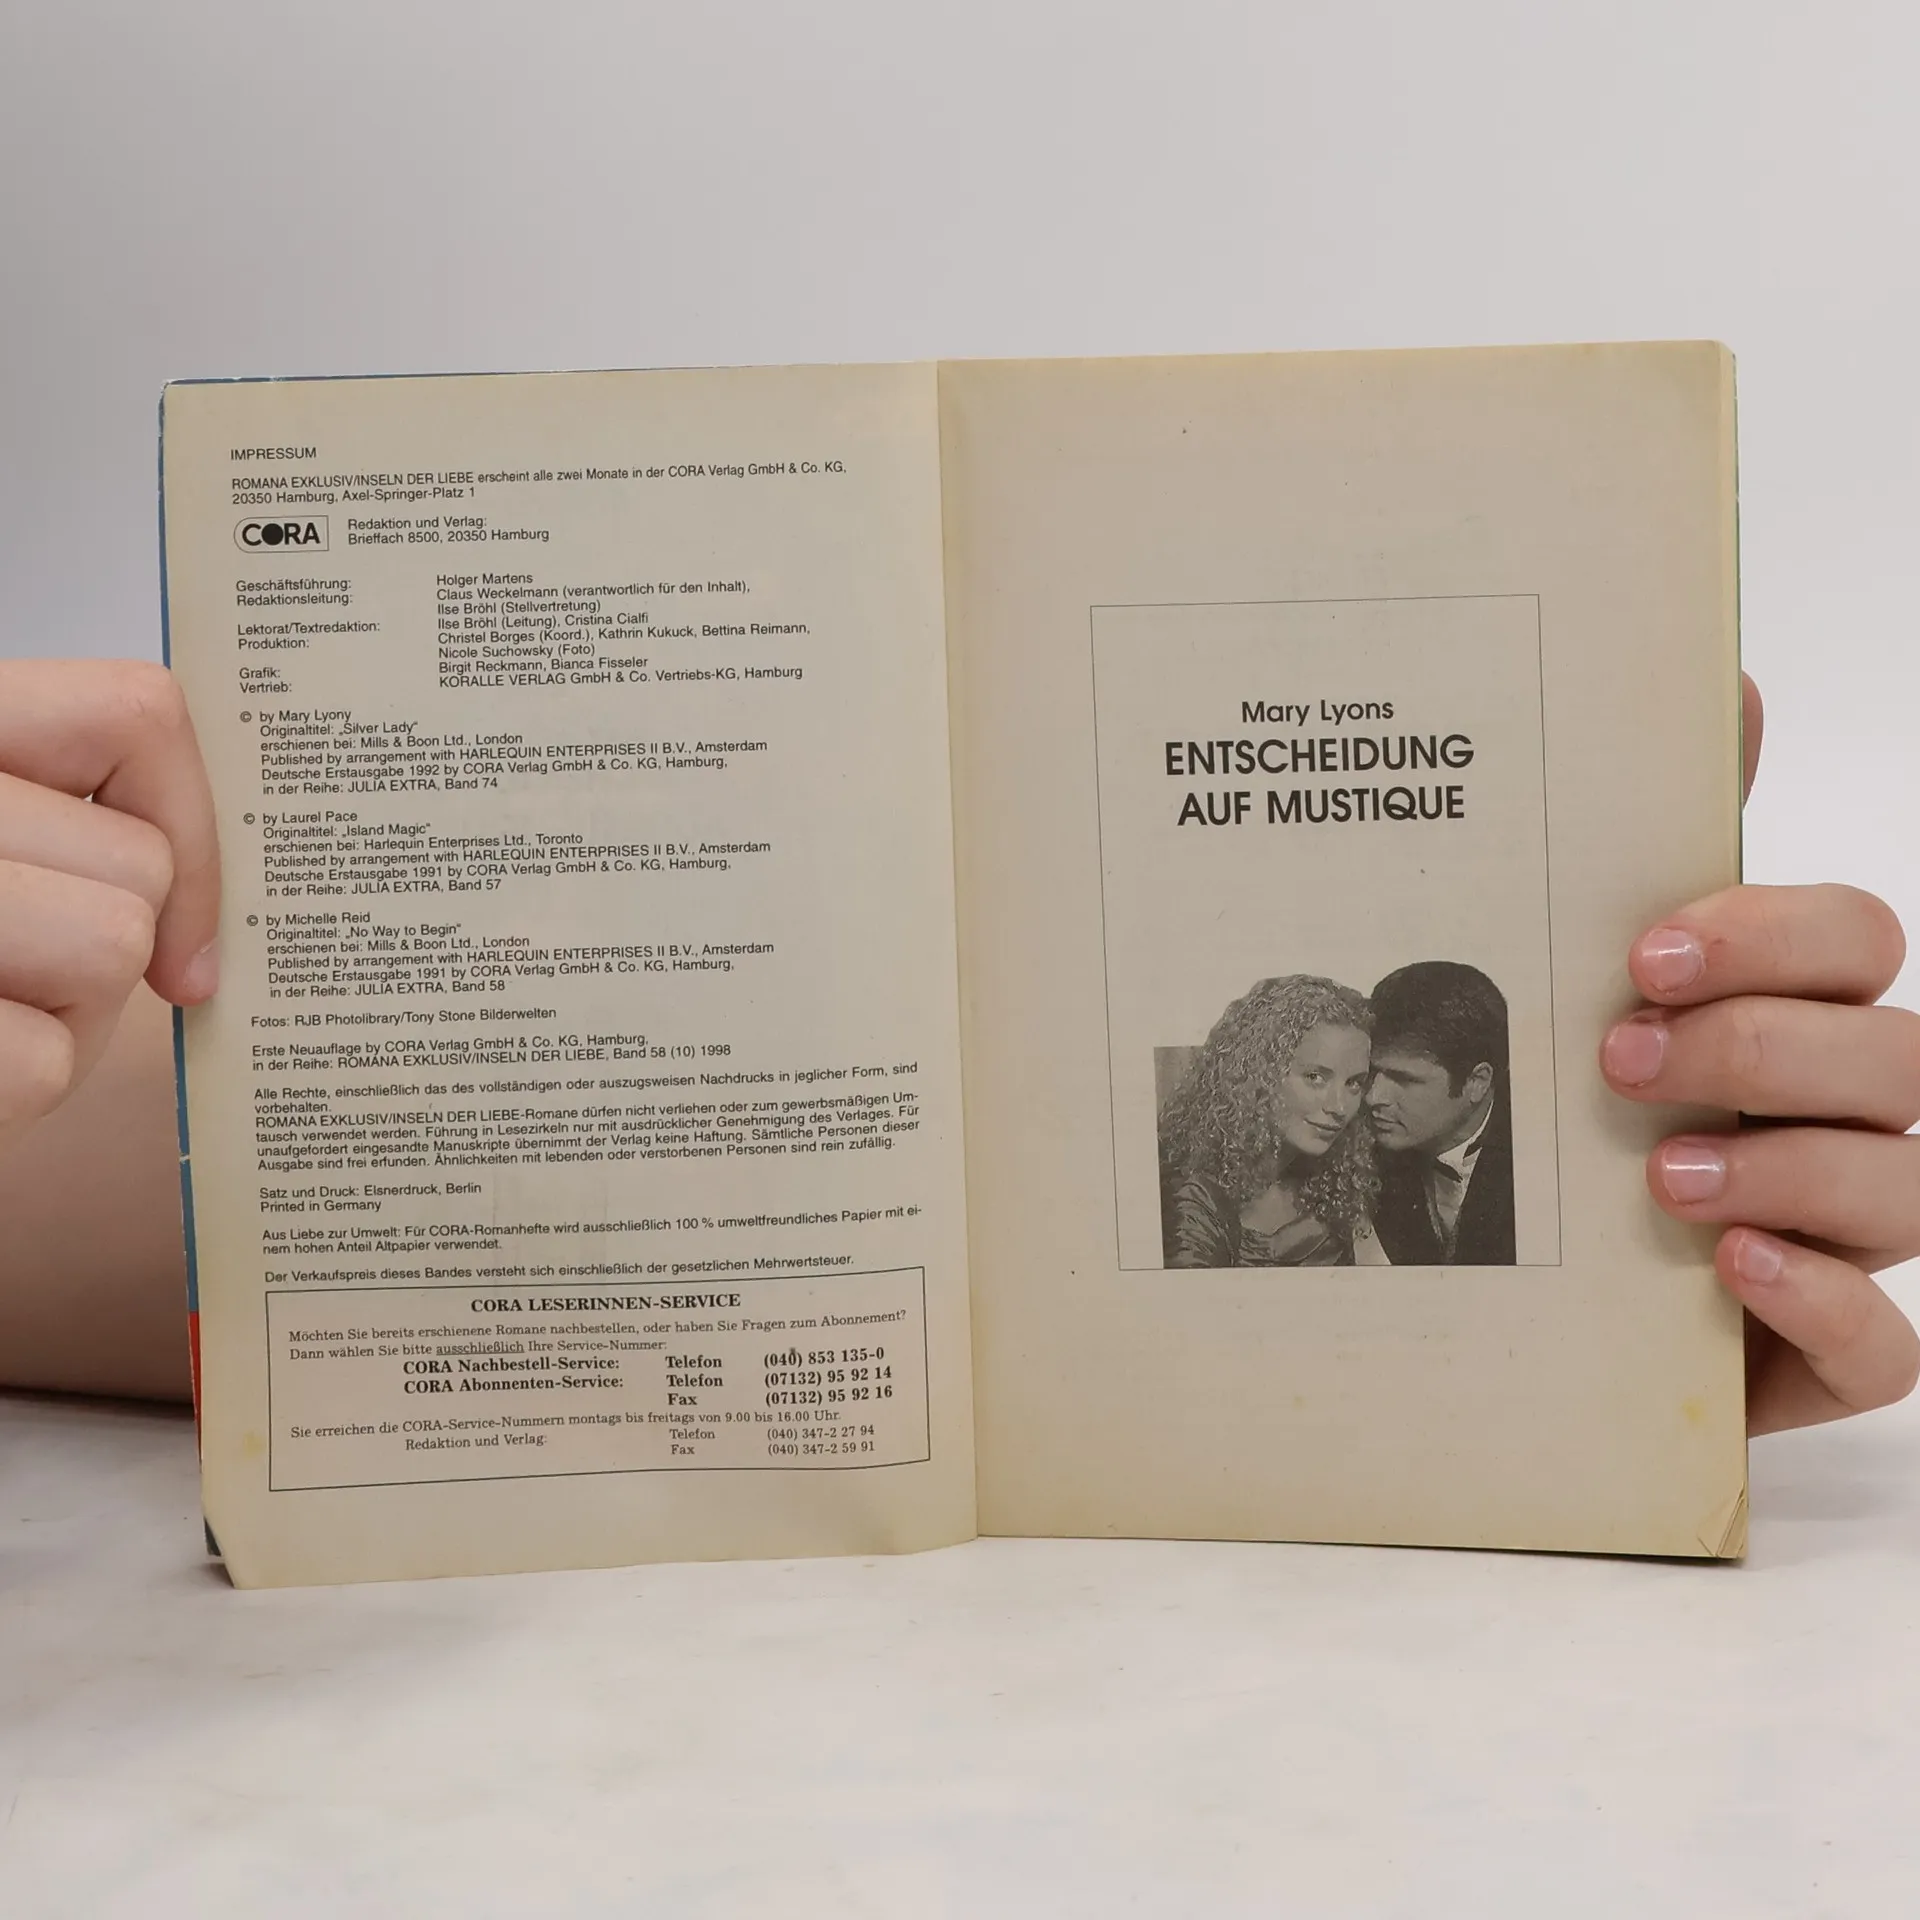 IMPRESSUM
ROMANA EXKLUSIV/INSELN DER LIEBE erscheint alle zwei Monate in der CORA Verlag GmbH & Co. KG,
20350 Hamburg, Axel-Springer-Platz 1
CORA
Redaktion und Verlag:
Brieffach 8500, 20350 Hamburg
Geschäftsführung: Holger Martens
Redaktionsleitung: Claus Weckelmann (verantwortlich für den Inhalt),
Ilse Bröhl (Stellvertretung)
Lektorat/Textredaktion: Ilse Bröhl (Leitung), Cristina Cialfi
Produktion: Christel Borges (Koord.), Kathrin Kukuck, Bettina Reimann,
Nicole Suchowsky (Foto)
Grafik: Birgit Reckmann, Bianca Fisseler
Vertrieb: KORALLE VERLAG GmbH & Co. Vertriebs-KG, Hamburg
© by Mary Lyony
Originaltitel: „Silver Lady“
erschienen bei: Mills & Boon Ltd., London
Published by arrangement with HARLEQUIN ENTERPRISES II B.V., Amsterdam
Deutsche Erstausgabe 1992 by CORA Verlag GmbH & Co. KG, Hamburg,
in der Reihe: JULIA EXTRA, Band 74
© by Laurel Pace
Originaltitel: „Island Magic“
erschienen bei: Harlequin Enterprises Ltd., Toronto
Published by arrangement with HARLEQUIN ENTERPRISES II B.V., Amsterdam
Deutsche Erstausgabe 1991 by CORA Verlag GmbH & Co. KG, Hamburg,
in der Reihe: JULIA EXTRA, Band 57
© by Michelle Reid
Originaltitel: „No Way to Begin“
erschienen bei: Mills & Boon Ltd., London
Published by arrangement with HARLEQUIN ENTERPRISES II B.V., Amsterdam
Deutsche Erstausgabe 1991 by CORA Verlag GmbH & Co. KG, Hamburg,
in der Reihe: JULIA EXTRA, Band 58
Fotos: RJB Photolibrary/Tony Stone Bilderwelten
Erste Neuauflage by CORA Verlag GmbH & Co. KG, Hamburg,
in der Reihe: ROMANA EXKLUSIV/INSELN DER LIEBE, Band 58 (10) 1998
Alle Rechte, einschließlich das des vollständigen oder auszugsweisen Nachdrucks in jeglicher Form, sind
vorbehalten.
ROMANA EXKLUSIV/INSELN DER LIEBE-Romane dürfen nicht verliehen oder zum gewerbsmäßigen Um-
tausch verwendet werden. Führung in Lesezirkeln nur mit ausdrücklicher Genehmigung des Verlages. Für
unaufgefordert eingesandte Manuskripte übernimmt der Verlag keine Haftung. Sämtliche Personen dieser
Ausgabe sind frei erfunden. Ähnlichkeiten mit lebenden oder verstorbenen Personen sind rein zufällig.
Satz und Druck: Elsnerdruck, Berlin
Printed in Germany
Aus Liebe zur Umwelt: Für CORA-Romanhefte wird ausschließlich 100 % umweltfreundliches Papier mit ei-
nem hohen Anteil Altpapier verwendet.
Der Verkaufspreis dieses Bandes versteht sich einschließlich der gesetzlichen Mehrwertsteuer.
CORA LESERINNEN-SERVICE
Möchten Sie bereits erschienene Romane nachbestellen, oder haben Sie Fragen zum Abonnement?
Dann wählen Sie bitte ausschließlich Ihre Service-Nummer:
CORA Nachbestell-Service: Telefon (040) 853 135-0
CORA Abonnenten-Service: Telefon (07132) 95 92 14
Fax (07132) 95 92 16
Sie erreichen die CORA-Service-Nummern montags bis freitags von 9.00 bis 16.00 Uhr.
Redaktion und Verlag: Telefon (040) 347-2 27 94
Fax (040) 347-2 59 91
Mary Lyons
ENTSCHEIDUNG
AUF MUSTIQUE